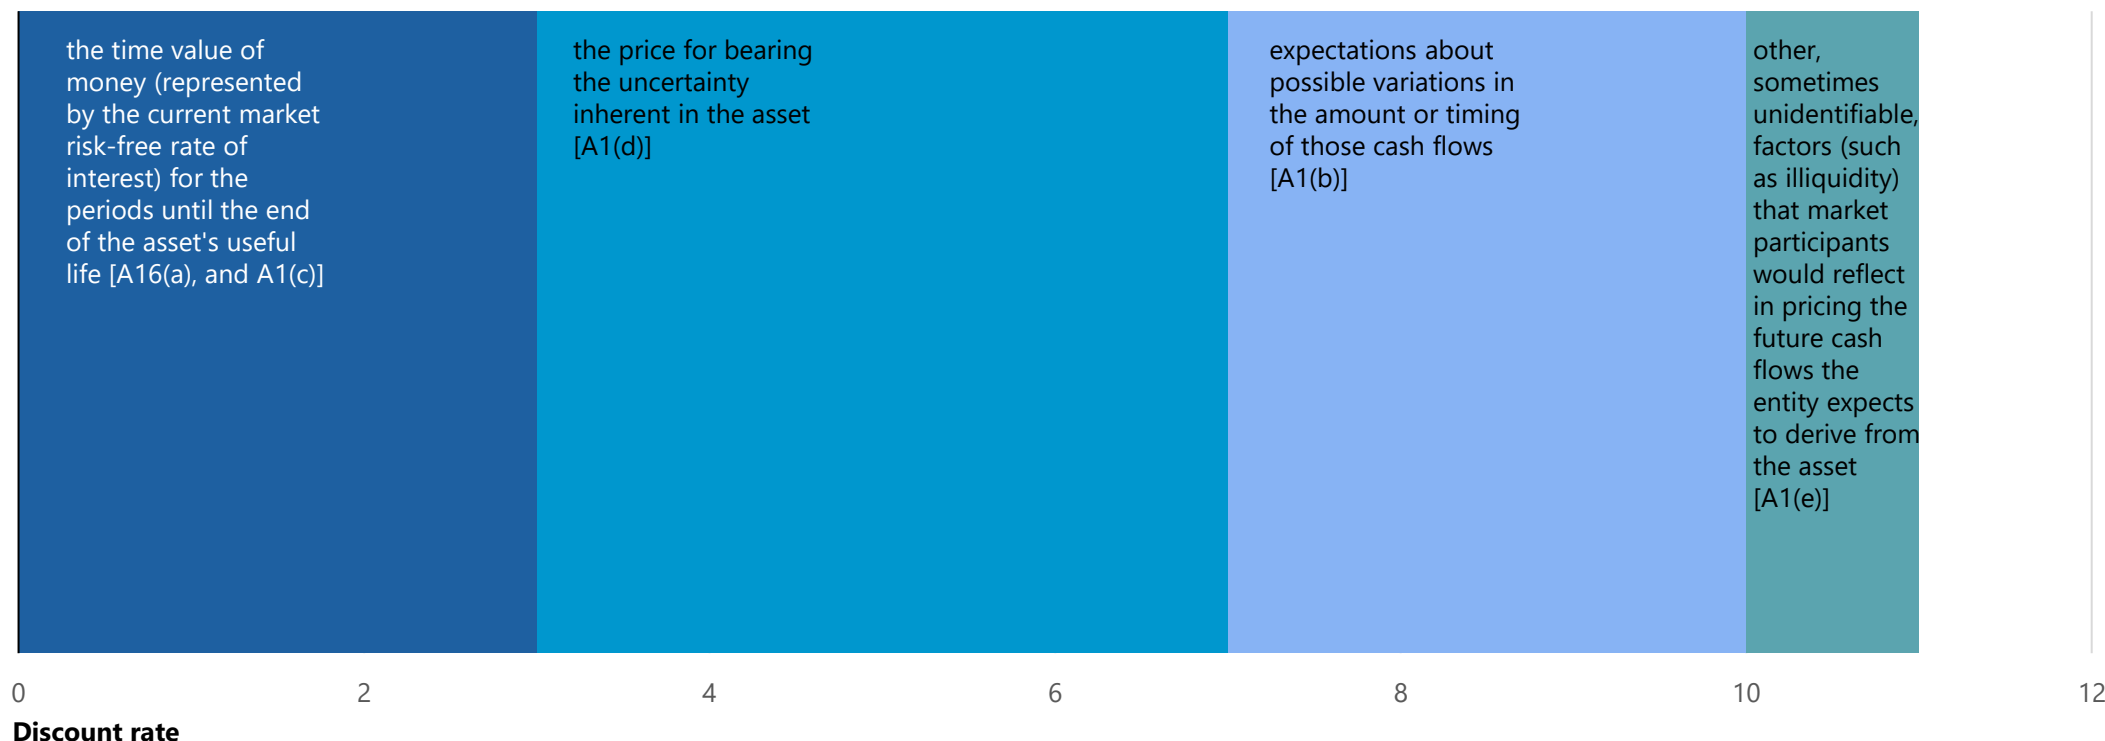 the time value of
money (represented
by the current market
risk-free rate of
interest) for the
periods until the end
of the asset's useful
life [A16(a), and A1(c)]
the price for bearing
the uncertainty
inherent in the asset
[A1(d)]
expectations about
possible variations in
the amount or timing
of those cash flows
[A1(b)]
other,
sometimes
unidentifiable,
factors (such
as illiquidity)
that market
participants
would reflect
in pricing the
future cash
flows the
entity expects
to derive from
the asset
[A1(e)]
0 2 4 6 8 10 12
Discount rate